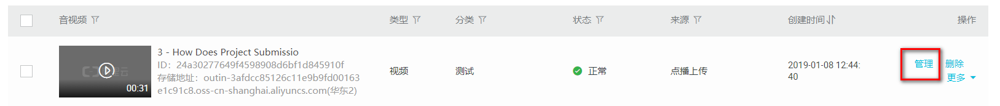 音视频 类型 分类 状态 来源 创建时间 操作
3 - How Does Project Submissio
ID：24a30277649f4598908d6bf1d845910f
存储地址：outin-3afdcc85126c11e9b9fd00163
e1c91c8.oss-cn-shanghai.aliyuncs.com(华东2)
00:31
视频
测试
正常
点播上传
2019-01-08 12:44:
40
管理 删除
更多